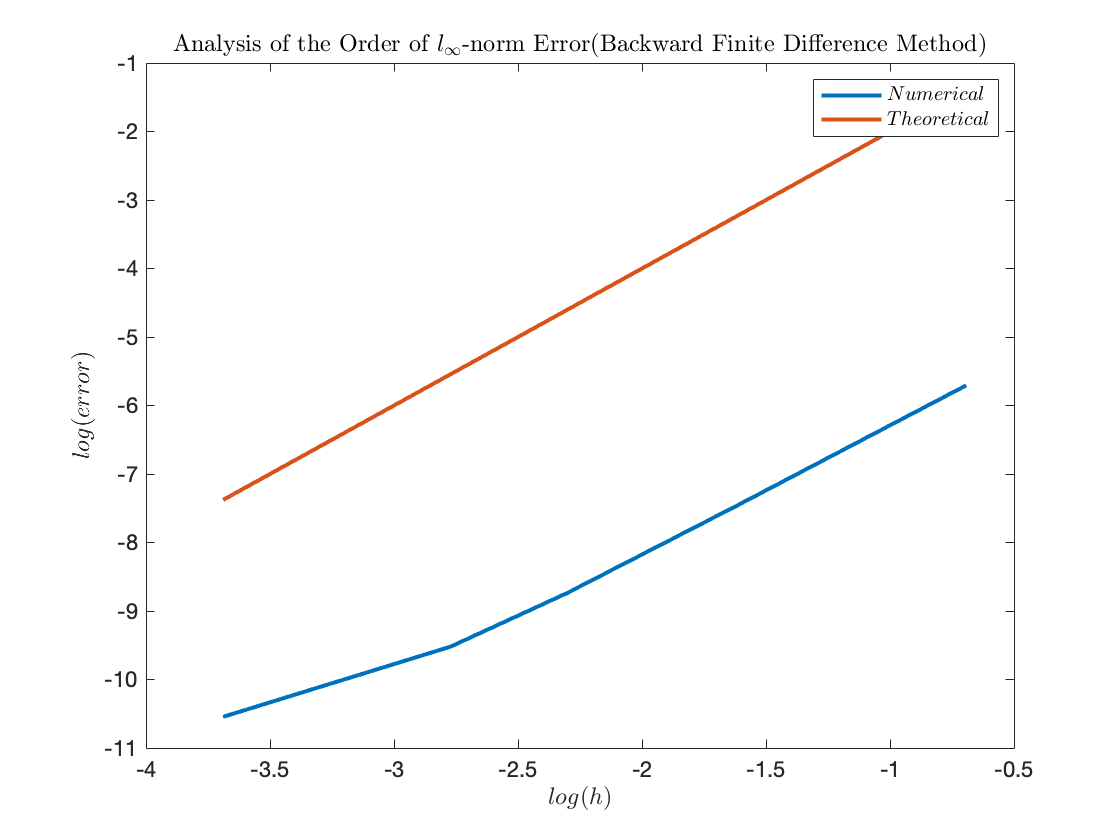 Analysis of the Order of l∞-norm Error(Backward Finite Difference Method)
Numerical
Theoretical
-1
-2
-3
-4
-5
-6
-7
-8
-9
-10
-11
log(error)
-4 -3.5 -3 -2.5 -2 -1.5 -1 -0.5
log(h)